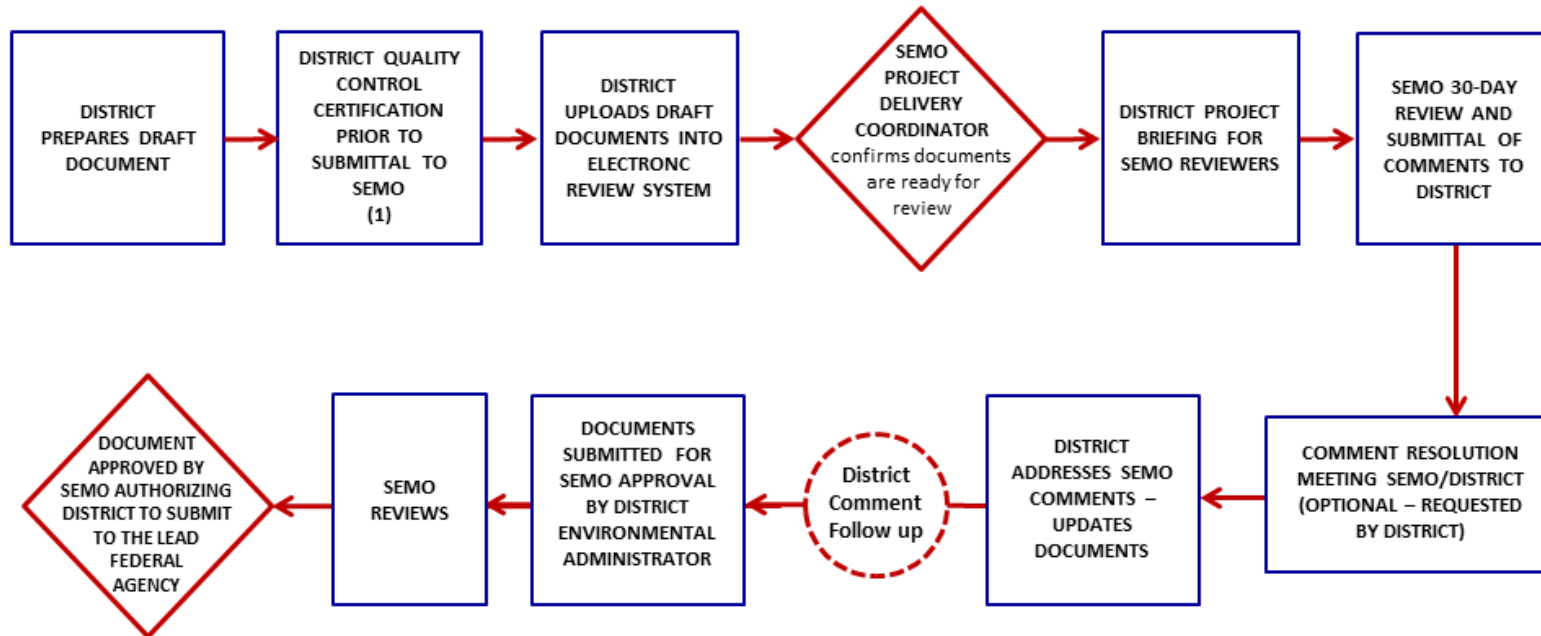 DISTRICT
PREPARES DRAFT
DOCUMENT
DISTRICT QUALITY
CONTROL
CERTIFICATION
PRIOR TO
SUBMITTAL TO
SEMO
(1)
DISTRICT
UPLOADS DRAFT
DOCUMENTS INTO
ELECTRONC
REVIEW SYSTEM
SEMO
PROJECT
DELIVERY
COORDINATOR
confirms documents
are ready for
review
DISTRICT PROJECT
BRIEFING FOR
SEMO REVIEWERS
SEMO 30-DAY
REVIEW AND
SUBMITTAL OF
COMMENTS TO
DISTRICT
COMMENT RESOLUTION
MEETING SEMO/DISTRICT
(OPTIONAL – REQUESTED
BY DISTRICT)
DISTRICT
ADDRESSES SEMO
COMMENTS –
UPDATES
DOCUMENTS
District
Comment
Follow up
DOCUMENTS
SUBMITTED FOR
SEMO APPROVAL
BY DISTRICT
ENVIRONMENTAL
ADMINISTRATOR
SEMO
REVIEWS
DOCUMENT
APPROVED BY
SEMO AUTHORIZING
DISTRICT TO SUBMIT
TO THE LEAD
FEDERAL
AGENCY